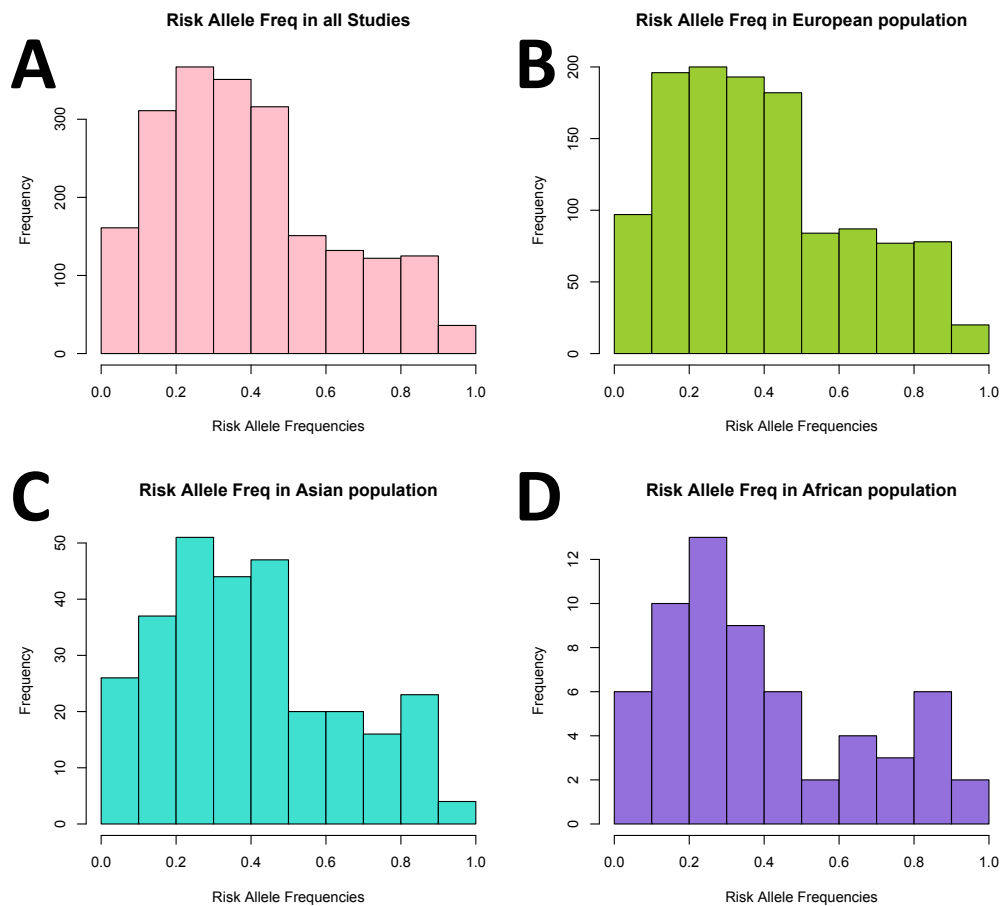 A
Risk Allele Freq in all Studies
Frequency
0
100
200
300
0.0 0.2 0.4 0.6 0.8 1.0
Risk Allele Frequencies
B
Risk Allele Freq in European population
Frequency
0
50
100
150
200
0.0 0.2 0.4 0.6 0.8 1.0
Risk Allele Frequencies
C
Risk Allele Freq in Asian population
Frequency
0
10
20
30
40
50
0.0 0.2 0.4 0.6 0.8 1.0
Risk Allele Frequencies
D
Risk Allele Freq in African population
Frequency
0
2
4
6
8
10
12
0.0 0.2 0.4 0.6 0.8 1.0
Risk Allele Frequencies